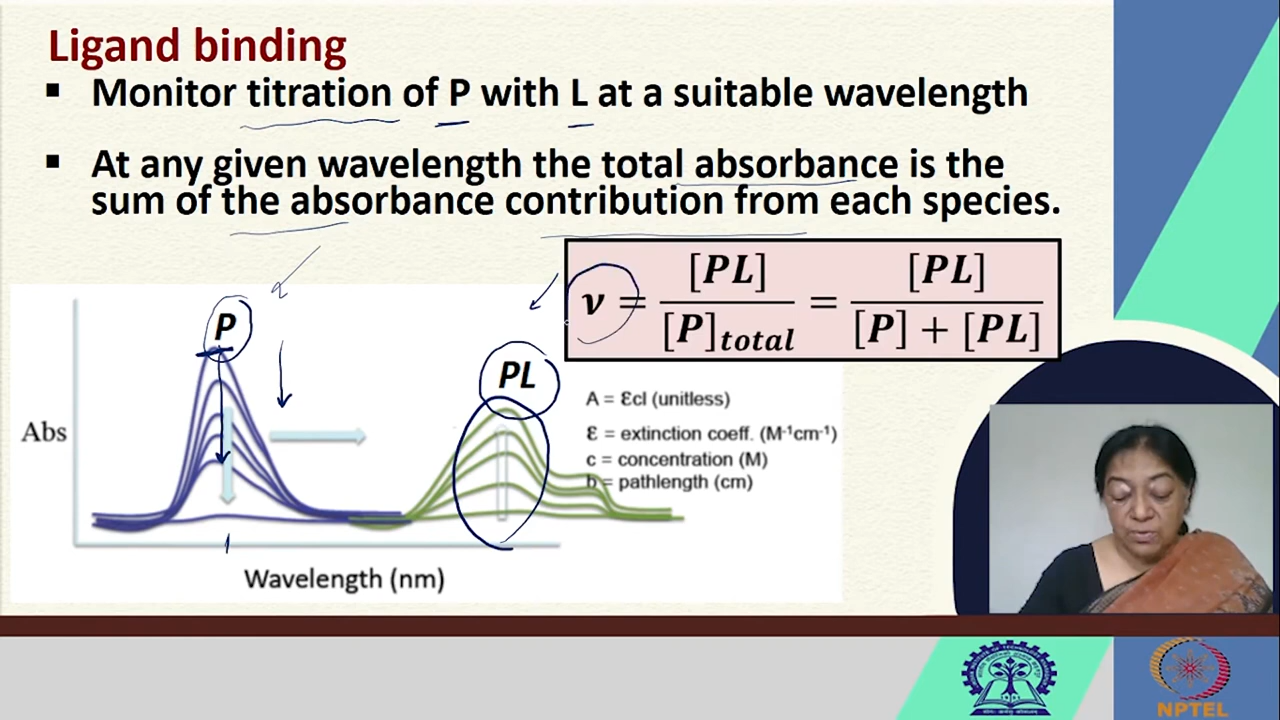 Ligand binding
▪ Monitor titration of P with L at a suitable wavelength
▪ At any given wavelength the total absorbance is the
sum of the absorbance contribution from each species.
ν = [PL] / [P]total = [PL] / [P] + [PL]
P
PL
Abs
A = Ɛcl (unitless)
Ɛ = extinction coeff. (M⁻¹cm⁻¹)
c = concentration (M)
b = pathlength (cm)
Wavelength (nm)
NPTEL